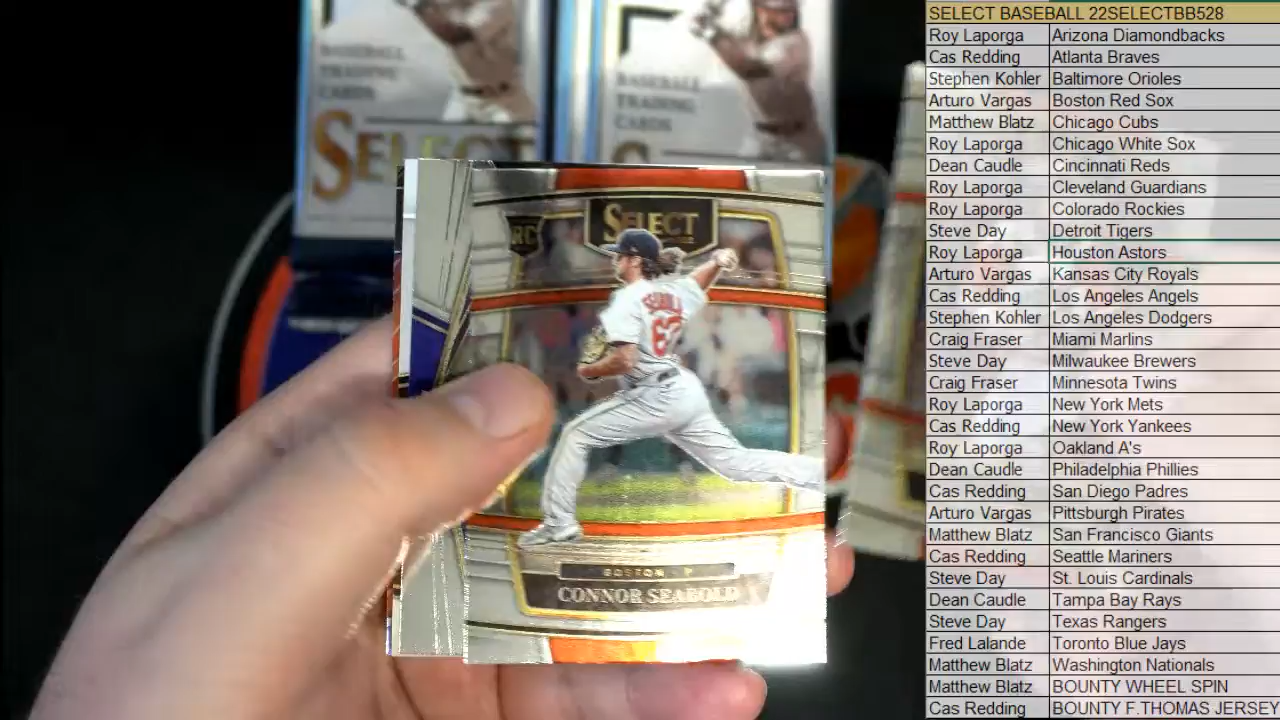 SELECT BASEBALL 22SELECTBB528
Roy Laporga Arizona Diamondbacks
Cas Redding Atlanta Braves
Stephen Kohler Baltimore Orioles
Arturo Vargas Boston Red Sox
Matthew Blatz Chicago Cubs
Roy Laporga Chicago White Sox
Dean Caudle Cincinnati Reds
Roy Laporga Cleveland Guardians
Roy Laporga Colorado Rockies
Steve Day Detroit Tigers
Roy Laporga Houston Astors
Arturo Vargas Kansas City Royals
Cas Redding Los Angeles Angels
Stephen Kohler Los Angeles Dodgers
Craig Fraser Miami Marlins
Steve Day Milwaukee Brewers
Craig Fraser Minnesota Twins
Roy Laporga New York Mets
Cas Redding New York Yankees
Roy Laporga Oakland A's
Dean Caudle Philadelphia Phillies
Cas Redding San Diego Padres
Arturo Vargas Pittsburgh Pirates
Matthew Blatz San Francisco Giants
Cas Redding Seattle Mariners
Steve Day St. Louis Cardinals
Dean Caudle Tampa Bay Rays
Steve Day Texas Rangers
Fred Lalande Toronto Blue Jays
Matthew Blatz Washington Nationals
Matthew Blatz BOUNTY WHEEL SPIN
Cas Redding BOUNTY F.THOMAS JERSEY
BASEBALL
TRADING
CARDS
SELECT
BASEBALL
TRADING
CARDS
RC
SELECT
BOSTON P
CONNOR SEABOLD